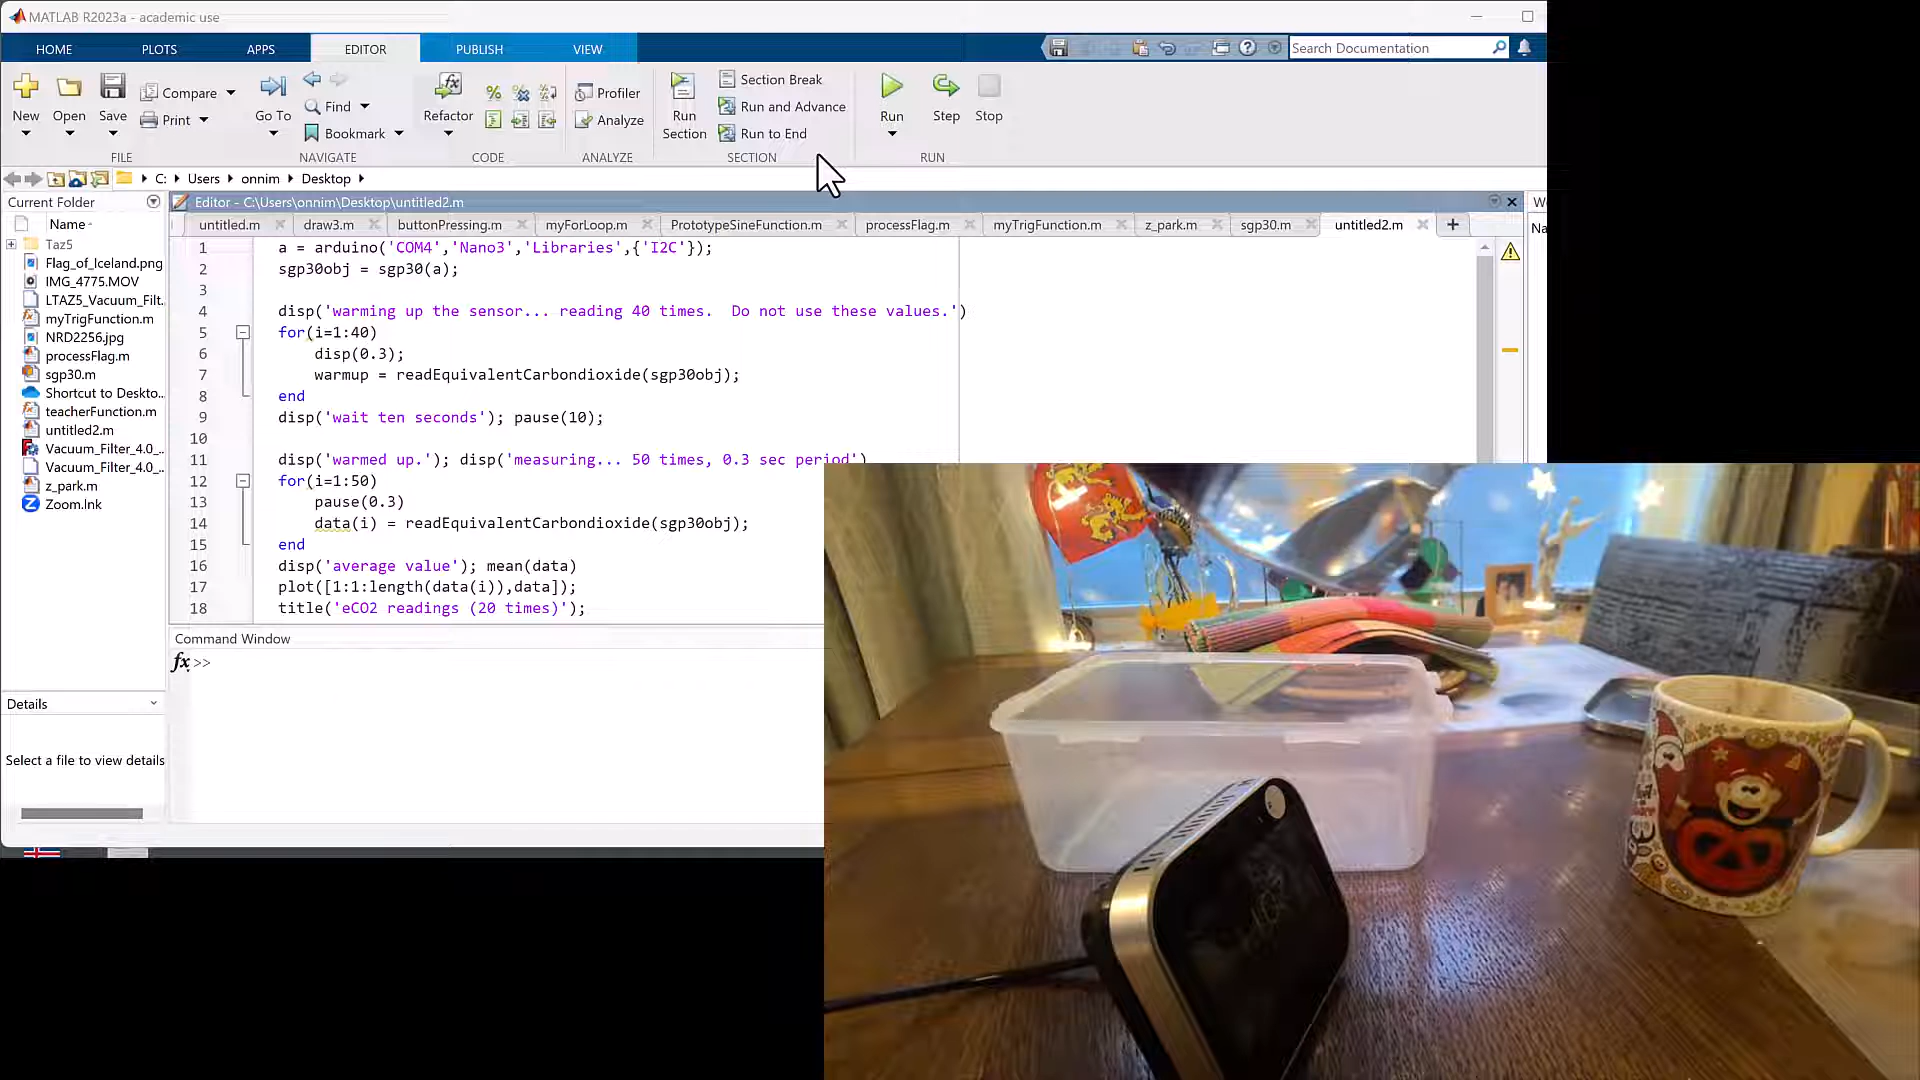 MATLAB R2023a - academic use
HOME PLOTS APPS EDITOR PUBLISH VIEW
Search Documentation
New Open Save Compare Print
Go To Find Bookmark
Refactor
Profiler Analyze
Run Section Section Break Run and Advance Run to End
Run Step Stop
FILE NAVIGATE CODE ANALYZE SECTION RUN
C: Users onnim Desktop
Current Folder
Name
Taz5
Flag_of_Iceland.png
IMG_4775.MOV
LTAZ5_Vacuum_Filt...
myTrigFunction.m
NRD2256.jpg
processFlag.m
sgp30.m
Shortcut to Deskto...
teacherFunction.m
untitled2.m
Vacuum_Filter_4.0_...
Vacuum_Filter_4.0_...
z_park.m
Zoom.lnk
Details
Select a file to view details
Editor - C:\Users\onnim\Desktop\untitled2.m
untitled.m draw3.m buttonPressing.m myForLoop.m PrototypeSineFunction.m processFlag.m myTrigFunction.m z_park.m sgp30.m untitled2.m
1 a = arduino('COM4','Nano3','Libraries',{'I2C'});
2 sgp30obj = sgp30(a);
3
4 disp('warming up the sensor... reading 40 times.  Do not use these values.')
5 for(i=1:40)
6 disp(0.3);
7 warmup = readEquivalentCarbondioxide(sgp30obj);
8 end
9 disp('wait ten seconds'); pause(10);
10
11 disp('warmed up.'); disp('measuring... 50 times, 0.3 sec period')
12 for(i=1:50)
13 pause(0.3)
14 data(i) = readEquivalentCarbondioxide(sgp30obj);
15 end
16 disp('average value'); mean(data)
17 plot([1:1:length(data(i)),data]);
18 title('eCO2 readings (20 times)');
Command Window
fx >>